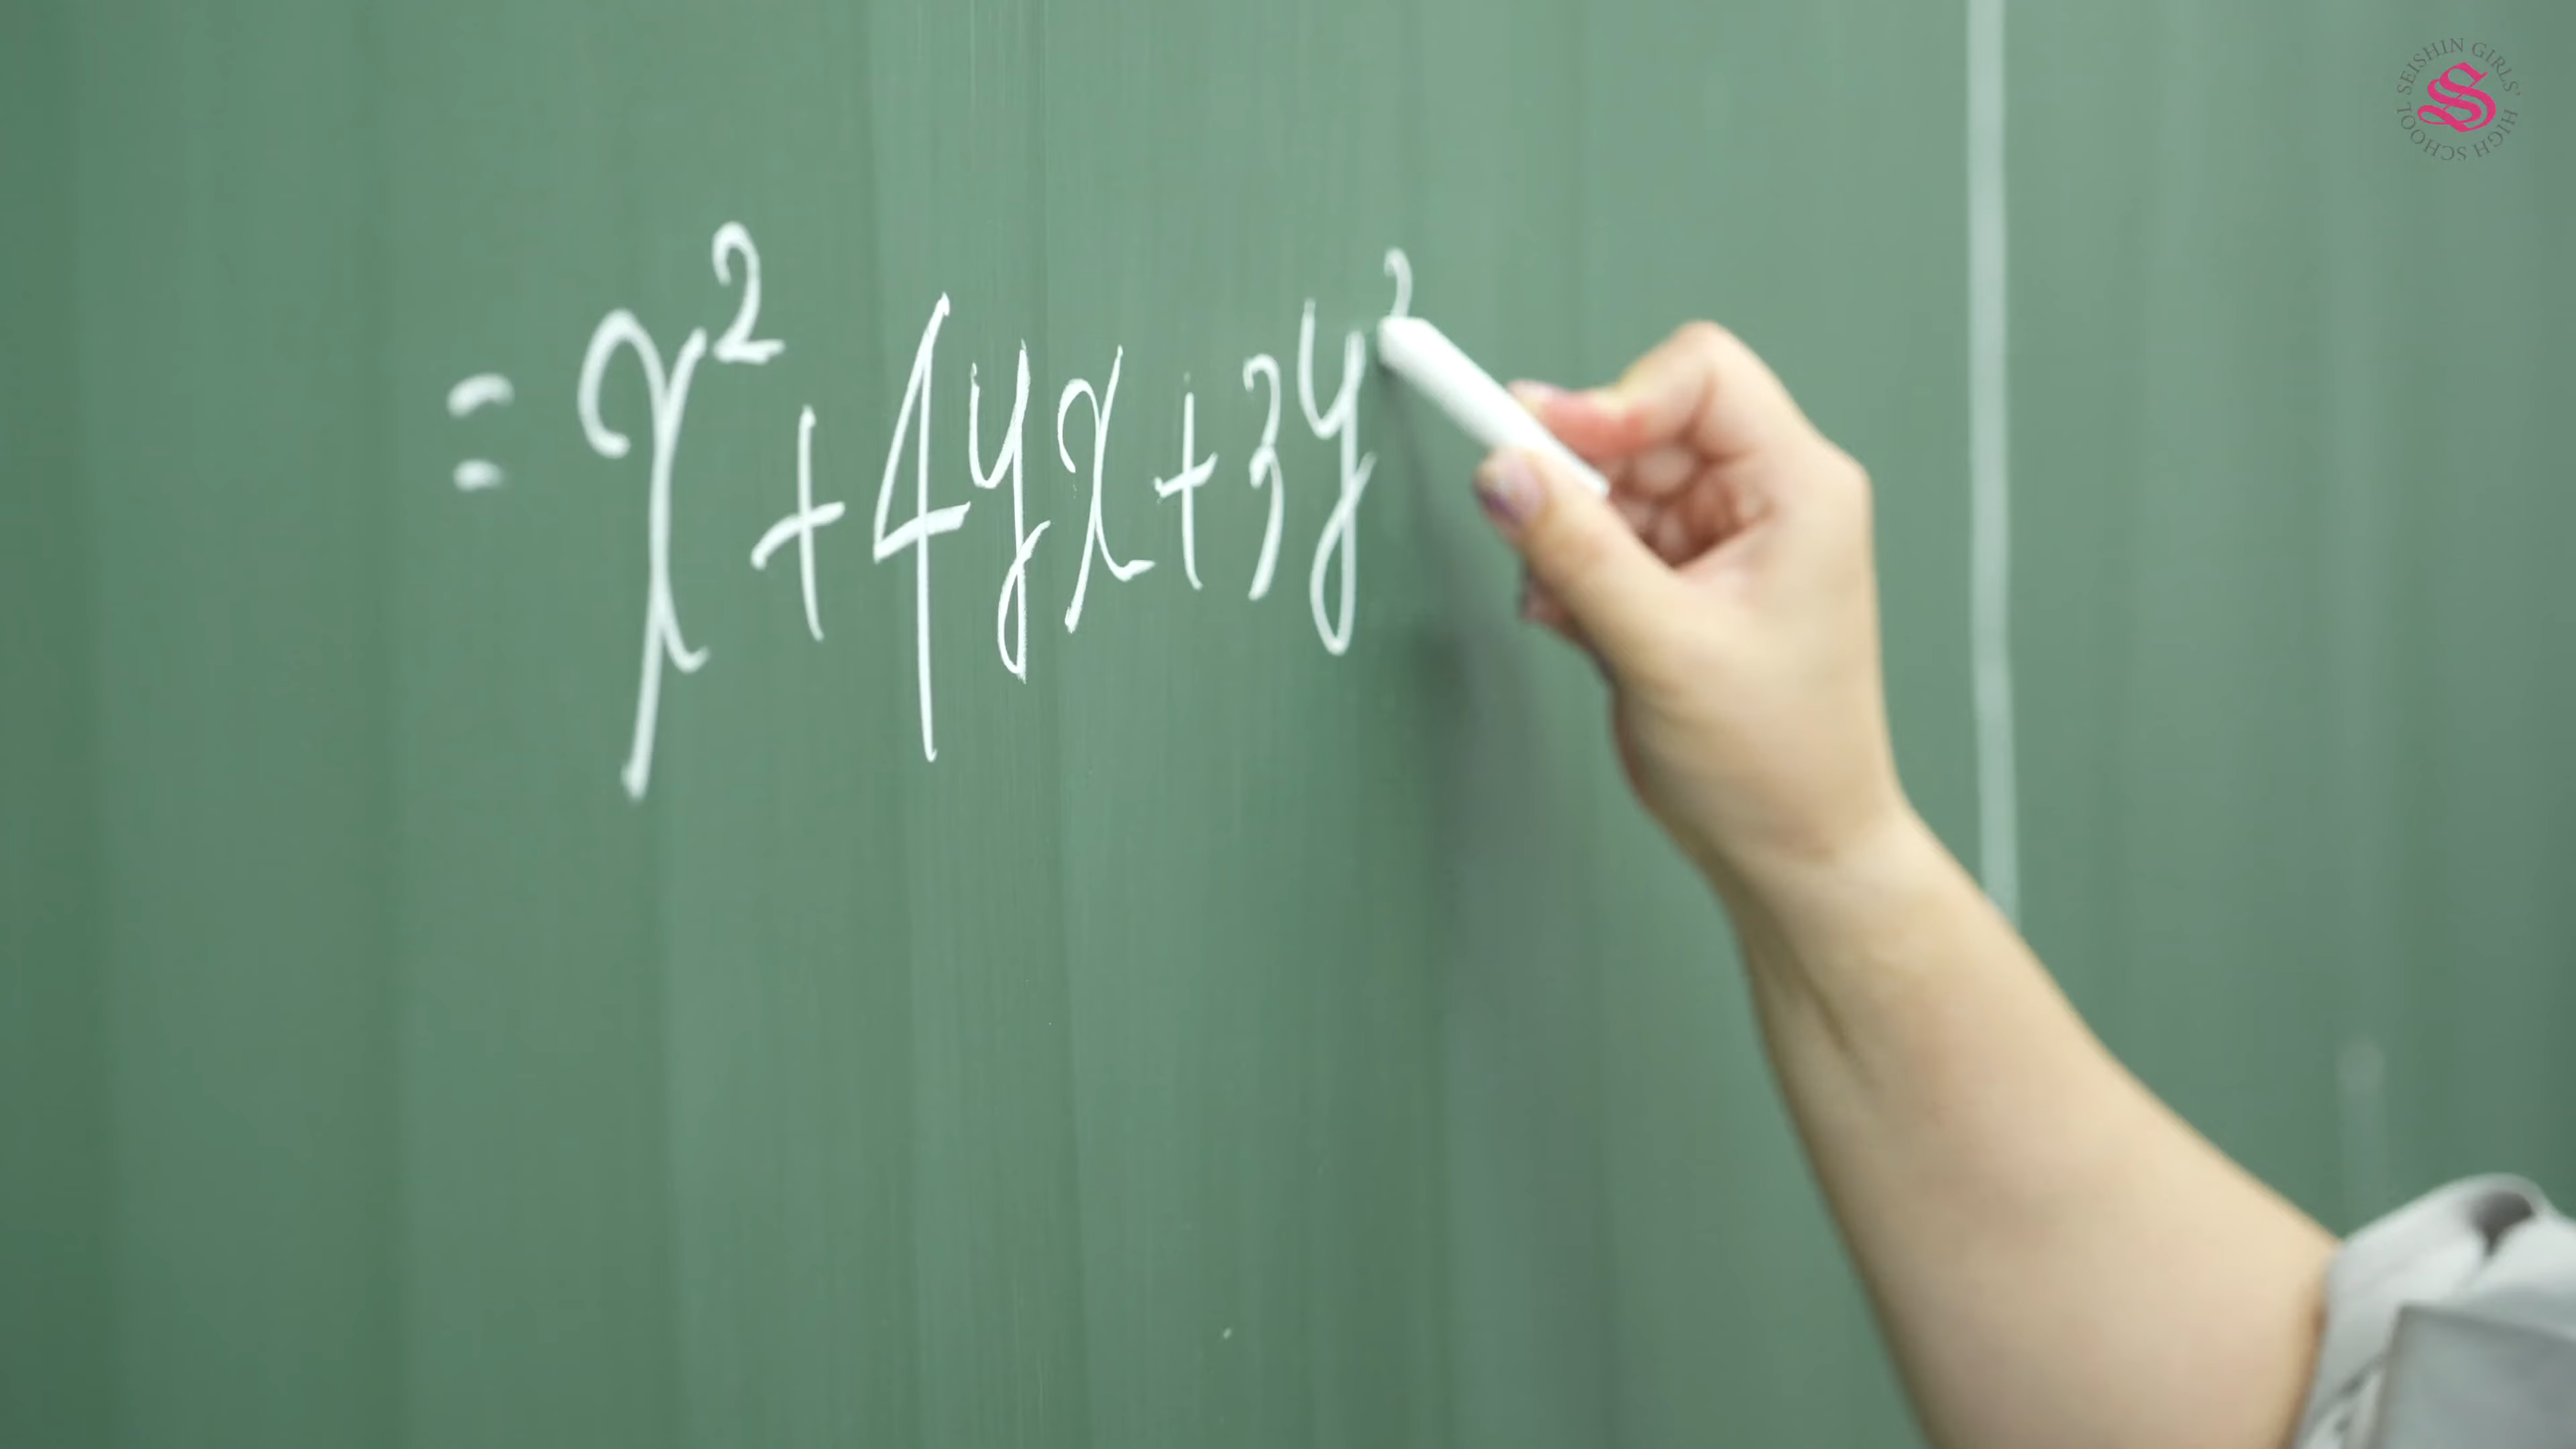 = x² + 4yx + 3y²
SEISHIN GIRLS' HIGH SCHOOL
S